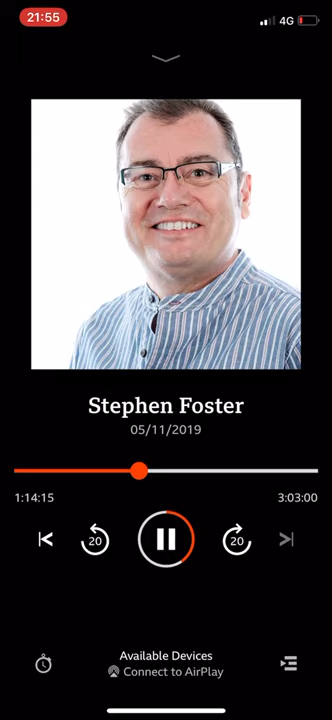 21:55
4G
Stephen Foster
05/11/2019
1:14:15
3:03:00
20
20
Available Devices
Connect to AirPlay